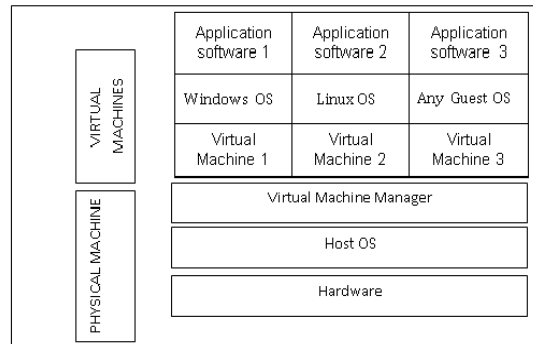 VIRTUAL
MACHINES
Application
software 1
Application
software 2
Application
software 3
Windows OS
Linux OS
Any Guest OS
Virtual
Machine 1
Virtual
Machine 2
Virtual
Machine 3
PHYSICAL MACHINE
Virtual Machine Manager
Host OS
Hardware